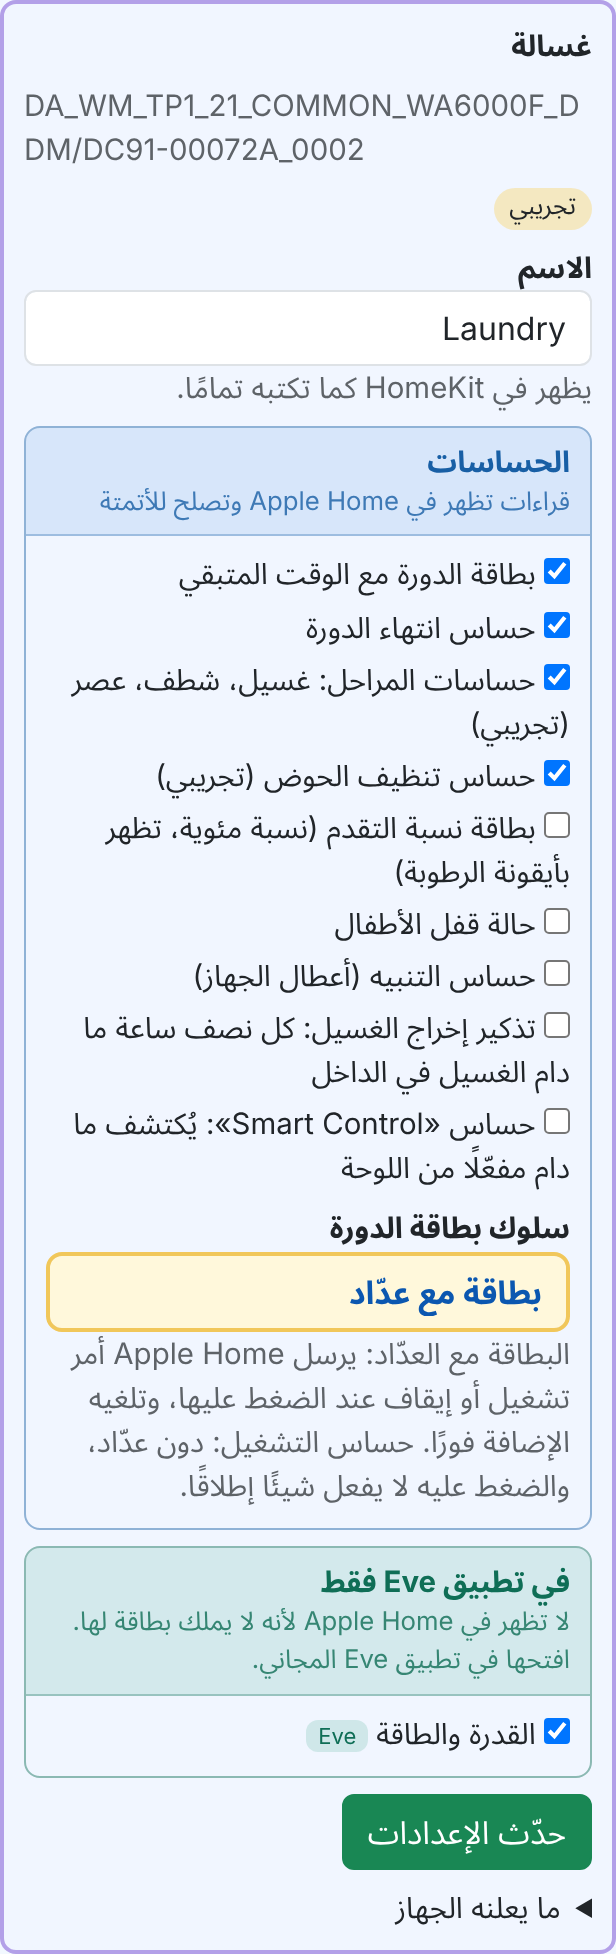 غسالة
DA_WM_TP1_21_COMMON_WA6000F_D
DM/DC91-00072A_0002
تجريبي
الاسم
Laundry
يظهر في HomeKit كما تكتبه تمامًا.
الحساسات
قراءات تظهر في Apple Home وتصلح للأتمتة
بطاقة الدورة مع الوقت المتبقي
حساس انتهاء الدورة
حساسات المراحل: غسيل، شطف، عصر
(تجريبي)
حساس تنظيف الحوض (تجريبي)
بطاقة نسبة التقدم (نسبة مئوية، تظهر
بأيقونة الرطوبة)
حالة قفل الأطفال
حساس التنبيه (أعطال الجهاز)
تذكير إخراج الغسيل: كل نصف ساعة ما
دام الغسيل في الداخل
حساس «Smart Control»: يُكتشف ما
دام مفعّلًا من اللوحة
سلوك بطاقة الدورة
بطاقة مع عدّاد
البطاقة مع العدّاد: يرسل Apple Home أمر
تشغيل أو إيقاف عند الضغط عليها، وتلغيه
الإضافة فورًا. حساس التشغيل: دون عدّاد،
والضغط عليه لا يفعل شيئًا إطلاقًا.
في تطبيق Eve فقط
لا تظهر في Apple Home لأنه لا يملك بطاقة لها.
افتحها في تطبيق Eve المجاني.
القدرة والطاقة Eve
حدّث الإعدادات
ما يعلنه الجهاز